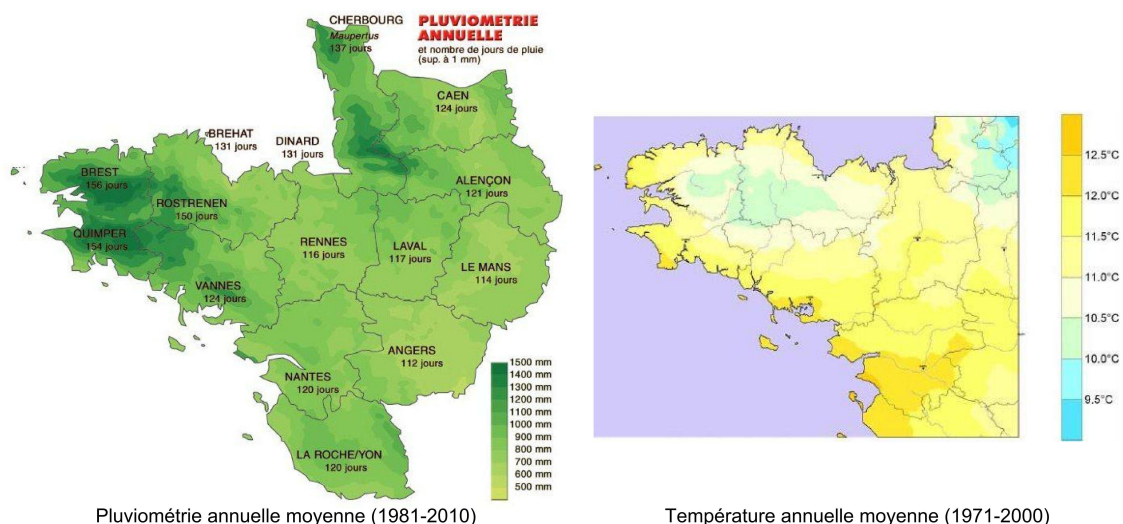 CHERBOURG
Maupertus
137 jours
PLUVIOMETRIE
ANNUELLE
et nombre de jours de pluie
(sup. à 1 mm)
CAEN
124 jours
BREHAT
131 jours
DINARD
131 jours
BREST
156 jours
ALENÇON
121 jours
ROSTRENEN
150 jours
QUIMPER
154 jours
RENNES
116 jours
LAVAL
117 jours
LE MANS
114 jours
VANNES
124 jours
ANGERS
112 jours
NANTES
120 jours
LA ROCHE/YON
120 jours
1500 mm
1400 mm
1300 mm
1200 mm
1100 mm
1000 mm
900 mm
800 mm
700 mm
600 mm
500 mm
12.5°C
12.0°C
11.5°C
11.0°C
10.5°C
10.0°C
9.5°C
Pluviométrie annuelle moyenne (1981-2010)
Température annuelle moyenne (1971-2000)